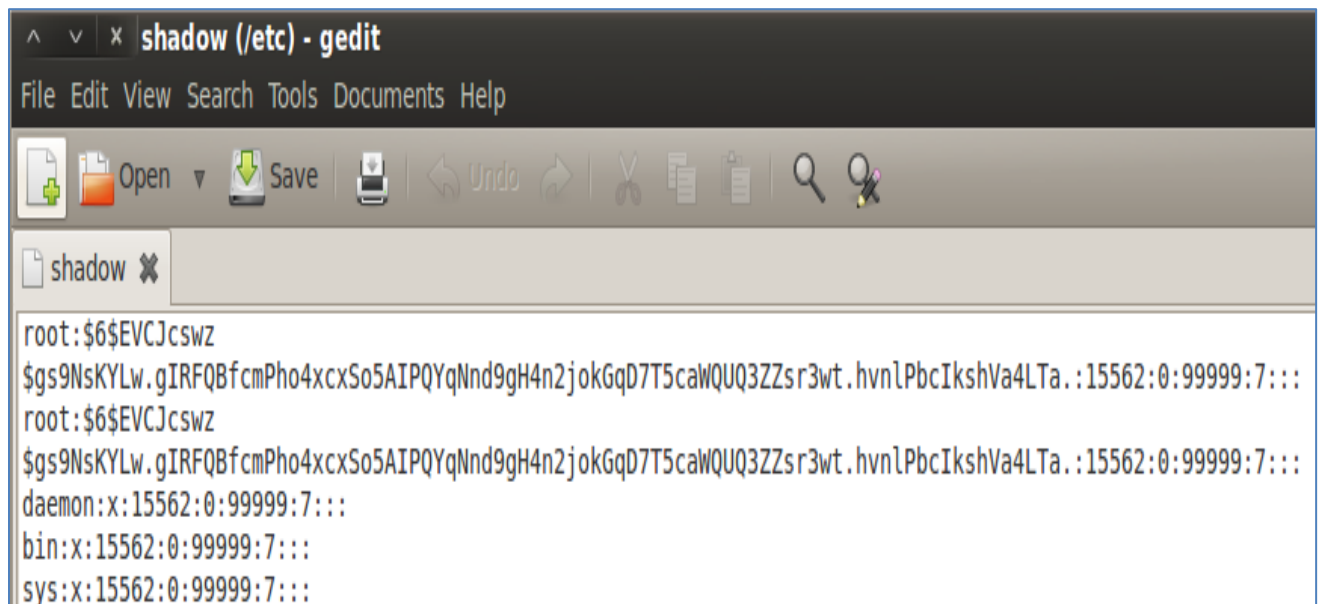 shadow (/etc) - gedit
File Edit View Search Tools Documents Help
Open Save Undo
shadow
root:$6$EVCJcswz
$gs9NsKYLw.gIRFQBfcmPho4xcxSo5AIPQYqNnd9gH4n2jokGqD7T5caWQUQ3ZZsr3wt.hvnlPbcIkshVa4LTa.:15562:0:99999:7:::
root:$6$EVCJcswz
$gs9NsKYLw.gIRFQBfcmPho4xcxSo5AIPQYqNnd9gH4n2jokGqD7T5caWQUQ3ZZsr3wt.hvnlPbcIkshVa4LTa.:15562:0:99999:7:::
daemon:x:15562:0:99999:7:::
bin:x:15562:0:99999:7:::
sys:x:15562:0:99999:7:::